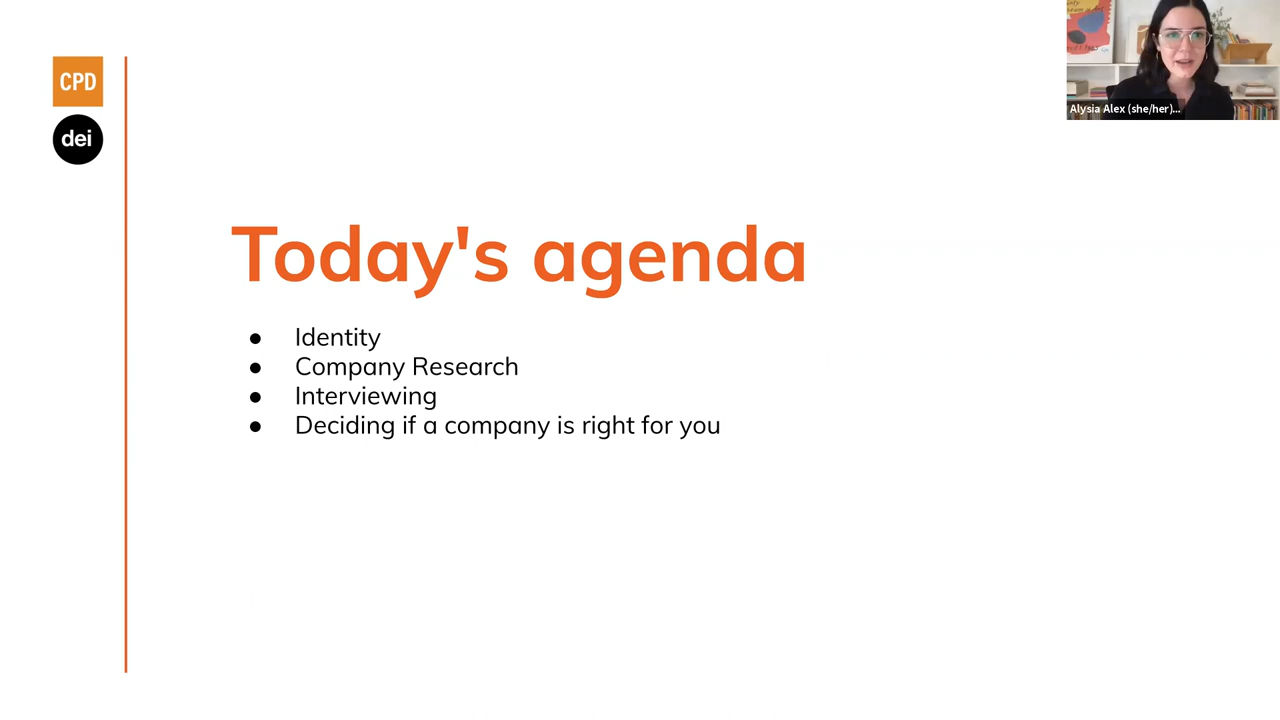 CPD
dei
Alysia Alex (she/her)...
Today's agenda
● Identity
● Company Research
● Interviewing
● Deciding if a company is right for you